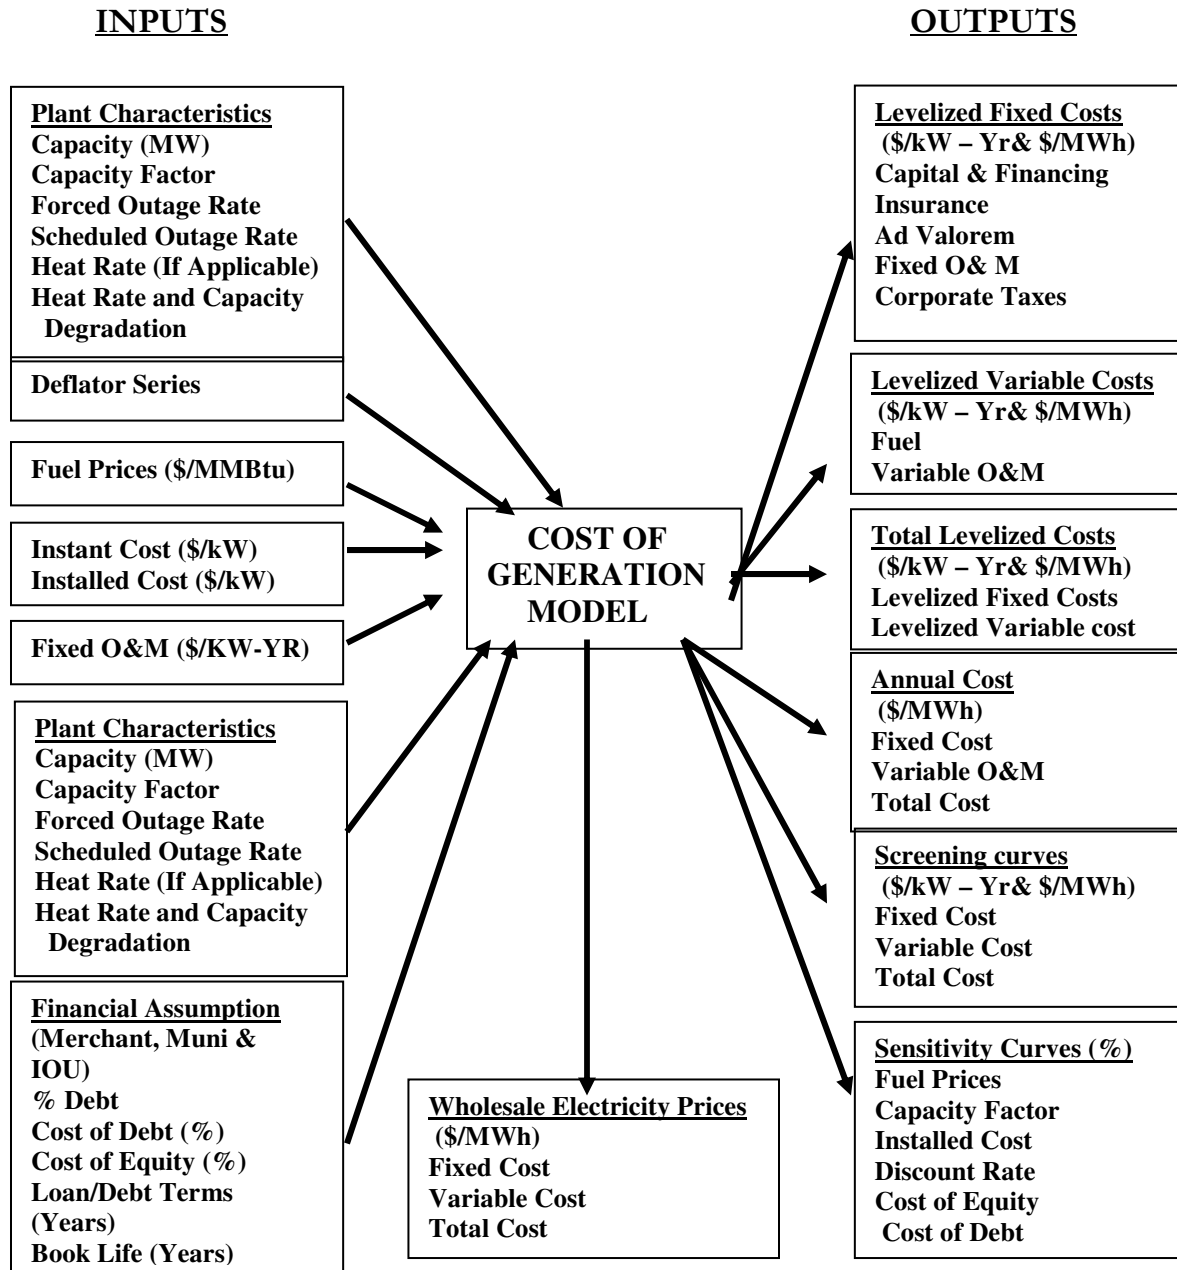 INPUTS
OUTPUTS
Plant Characteristics
Capacity (MW)
Capacity Factor
Forced Outage Rate
Scheduled Outage Rate
Heat Rate (If Applicable)
Heat Rate and Capacity
Degradation
Deflator Series
Fuel Prices ($/MMBtu)
Instant Cost ($/kW)
Installed Cost ($/kW)
Fixed O&M ($/KW-YR)
Plant Characteristics
Capacity (MW)
Capacity Factor
Forced Outage Rate
Scheduled Outage Rate
Heat Rate (If Applicable)
Heat Rate and Capacity
Degradation
Financial Assumption
(Merchant, Muni &
IOU)
% Debt
Cost of Debt (%)
Cost of Equity (%)
Loan/Debt Terms
(Years)
Book Life (Years)
COST OF
GENERATION
MODEL
Wholesale Electricity Prices
($/MWh)
Fixed Cost
Variable Cost
Total Cost
Levelized Fixed Costs
($/kW – Yr& $/MWh)
Capital & Financing
Insurance
Ad Valorem
Fixed O& M
Corporate Taxes
Levelized Variable Costs
($/kW – Yr& $/MWh)
Fuel
Variable O&M
Total Levelized Costs
($/kW – Yr& $/MWh)
Levelized Fixed Costs
Levelized Variable cost
Annual Cost
($/MWh)
Fixed Cost
Variable O&M
Total Cost
Screening curves
($/kW – Yr& $/MWh)
Fixed Cost
Variable Cost
Total Cost
Sensitivity Curves (%)
Fuel Prices
Capacity Factor
Installed Cost
Discount Rate
Cost of Equity
Cost of Debt